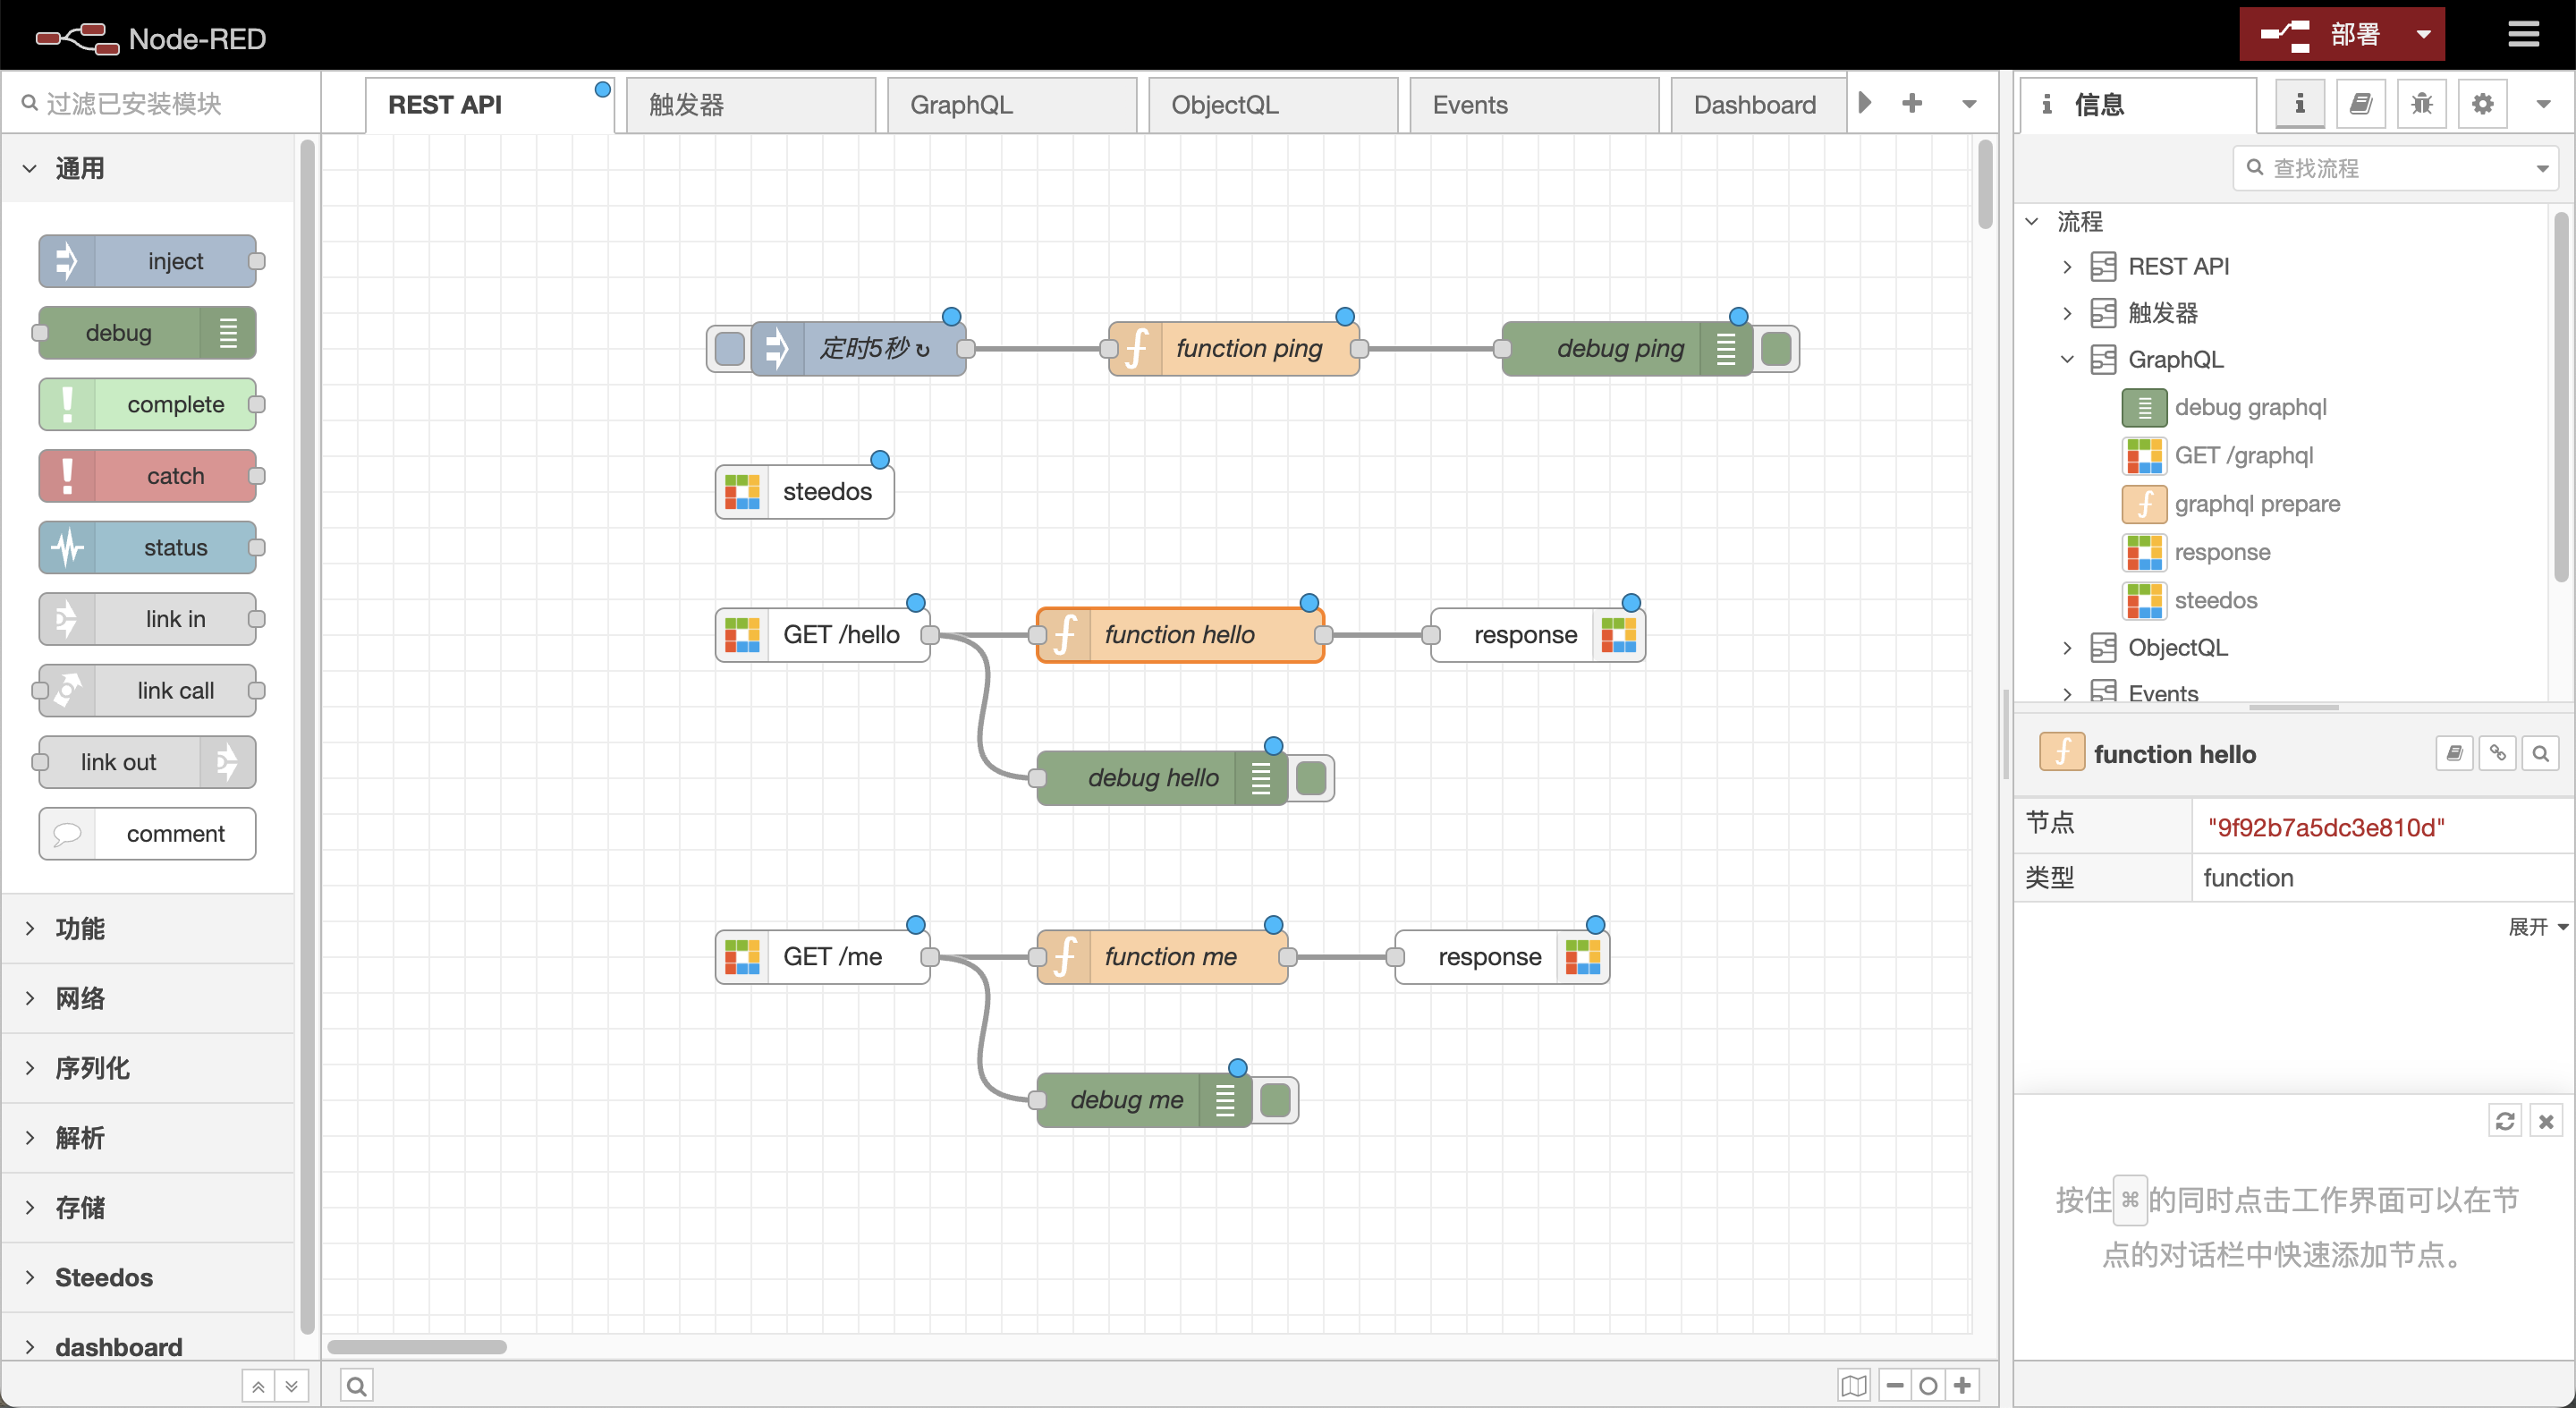 Node-RED
部署
过滤已安装模块
REST API
触发器
GraphQL
ObjectQL
Events
Dashboard
信息
通用
inject
debug
complete
catch
status
link in
link call
link out
comment
功能
网络
序列化
解析
存储
Steedos
dashboard
定时5秒 ↻
function ping
debug ping
steedos
GET /hello
function hello
response
debug hello
GET /me
function me
response
debug me
查找流程
流程
REST API
触发器
GraphQL
debug graphql
GET /graphql
graphql prepare
response
steedos
ObjectQL
Events
function hello
节点 "9f92b7a5dc3e810d"
类型 function
展开
按住⌘的同时点击工作界面可以在节
点的对话栏中快速添加节点。